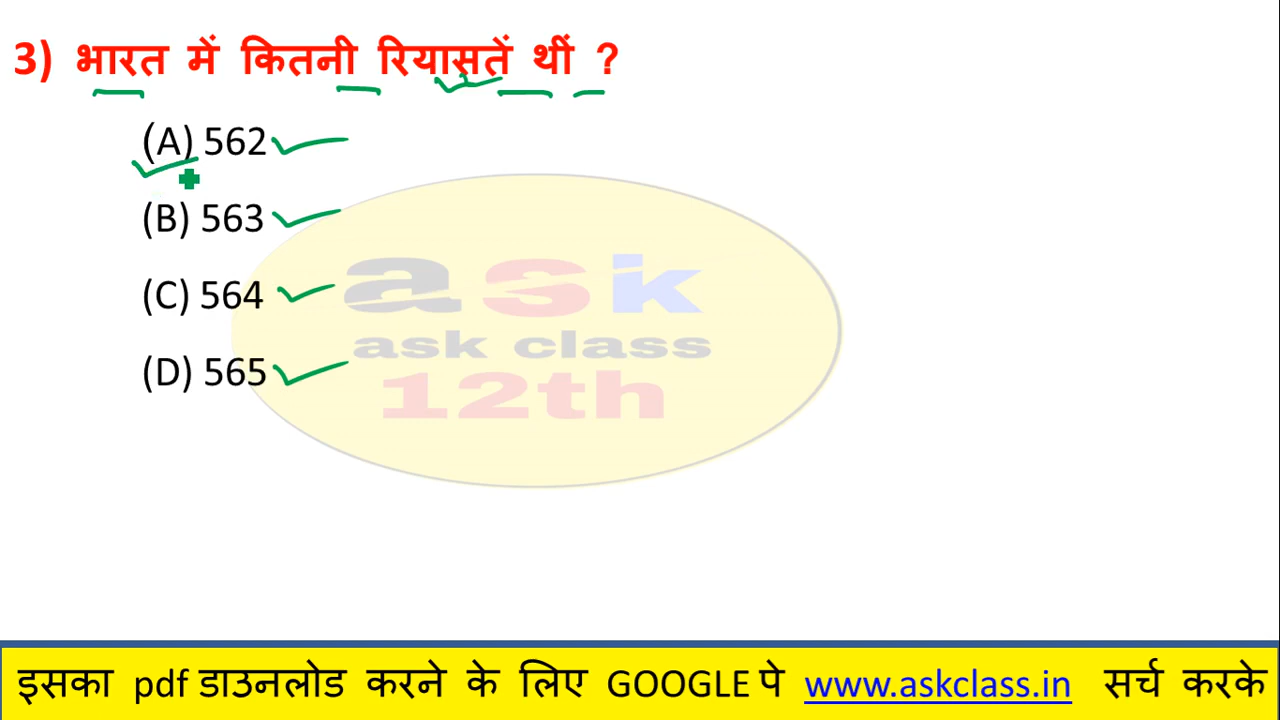 3) भारत में कितनी रियासतें थीं ?
(A) 562
(B) 563
(C) 564
(D) 565
ask
ask class
12th
इसका pdf डाउनलोड करने के लिए GOOGLE पे www.askclass.in सर्च करके